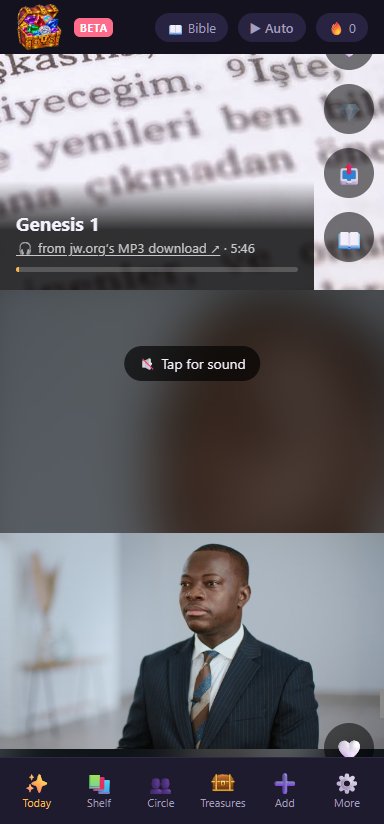 BETA
Bible
Auto
0
iyeceğim. 9İşte,
e yenileri ben
çıkmadan
Genesis 1
from jw.org's MP3 download ↗ · 5:46
Tap for sound
Today
Shelf
Circle
Treasures
Add
More